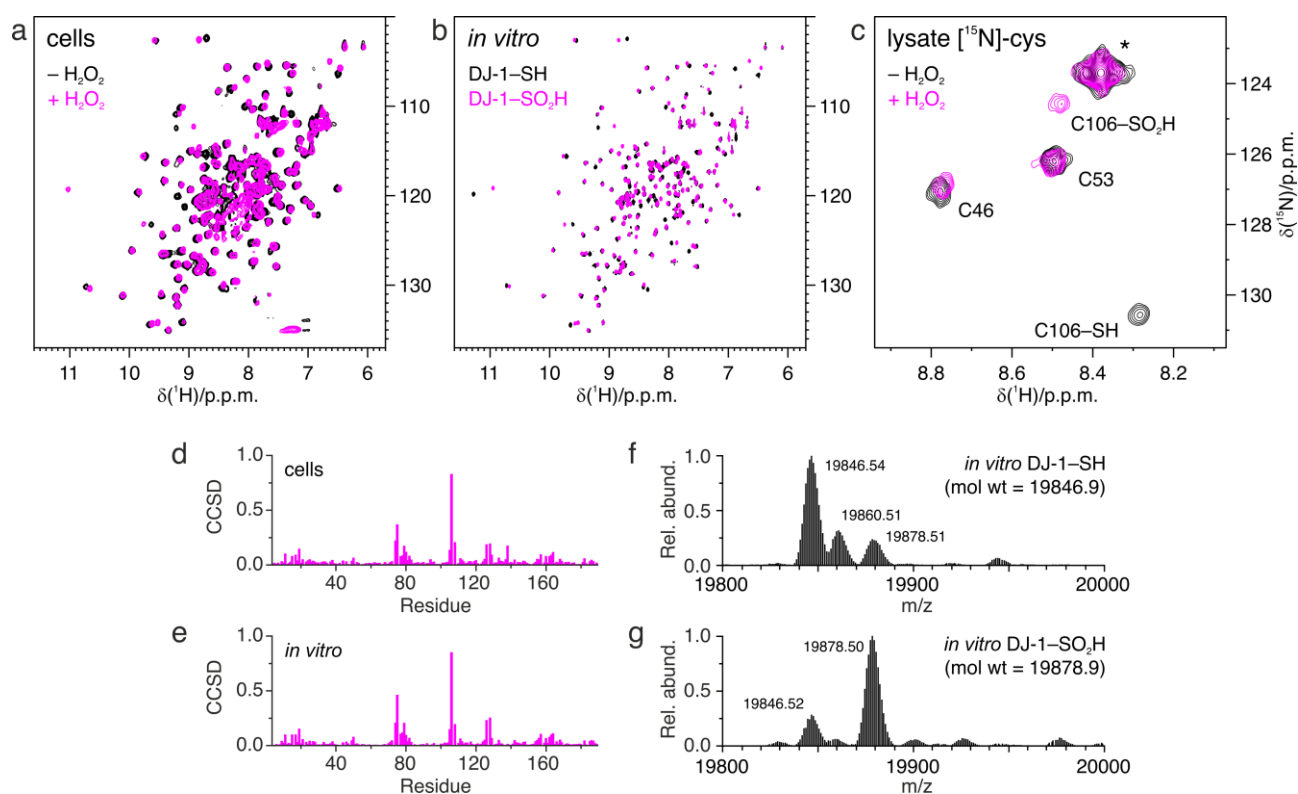 a
cells
– H₂O₂
+ H₂O₂
110
120
130
11 10 9 8 7 6
δ(¹H)/p.p.m.
b
in vitro
DJ-1–SH
DJ-1–SO₂H
110
120
130
11 10 9 8 7 6
δ(¹H)/p.p.m.
c
lysate [¹⁵N]-cys
– H₂O₂
+ H₂O₂
*
C106–SO₂H
C53
C46
C106–SH
124
126
128
130
δ(¹⁵N)/p.p.m.
8.8 8.6 8.4 8.2
δ(¹H)/p.p.m.
d
cells
CCSD
1.0
0.5
0.0
40 80 120 160
Residue
e
in vitro
CCSD
1.0
0.5
0.0
40 80 120 160
Residue
f
in vitro DJ-1–SH
(mol wt = 19846.9)
19846.54
19860.51
19878.51
Rel. abund.
1.0
0.5
0.0
19800 19900 20000
m/z
g
in vitro DJ-1–SO₂H
(mol wt = 19878.9)
19878.50
19846.52
Rel. abund.
1.0
0.5
0.0
19800 19900 20000
m/z